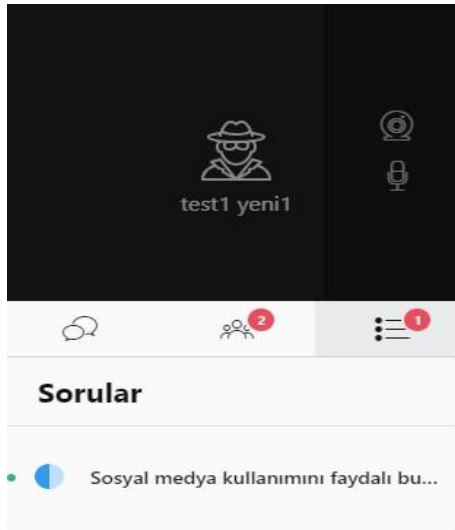 test1 yeni1
2
1
Sorular
Sosyal medya kullanımını faydalı bu...